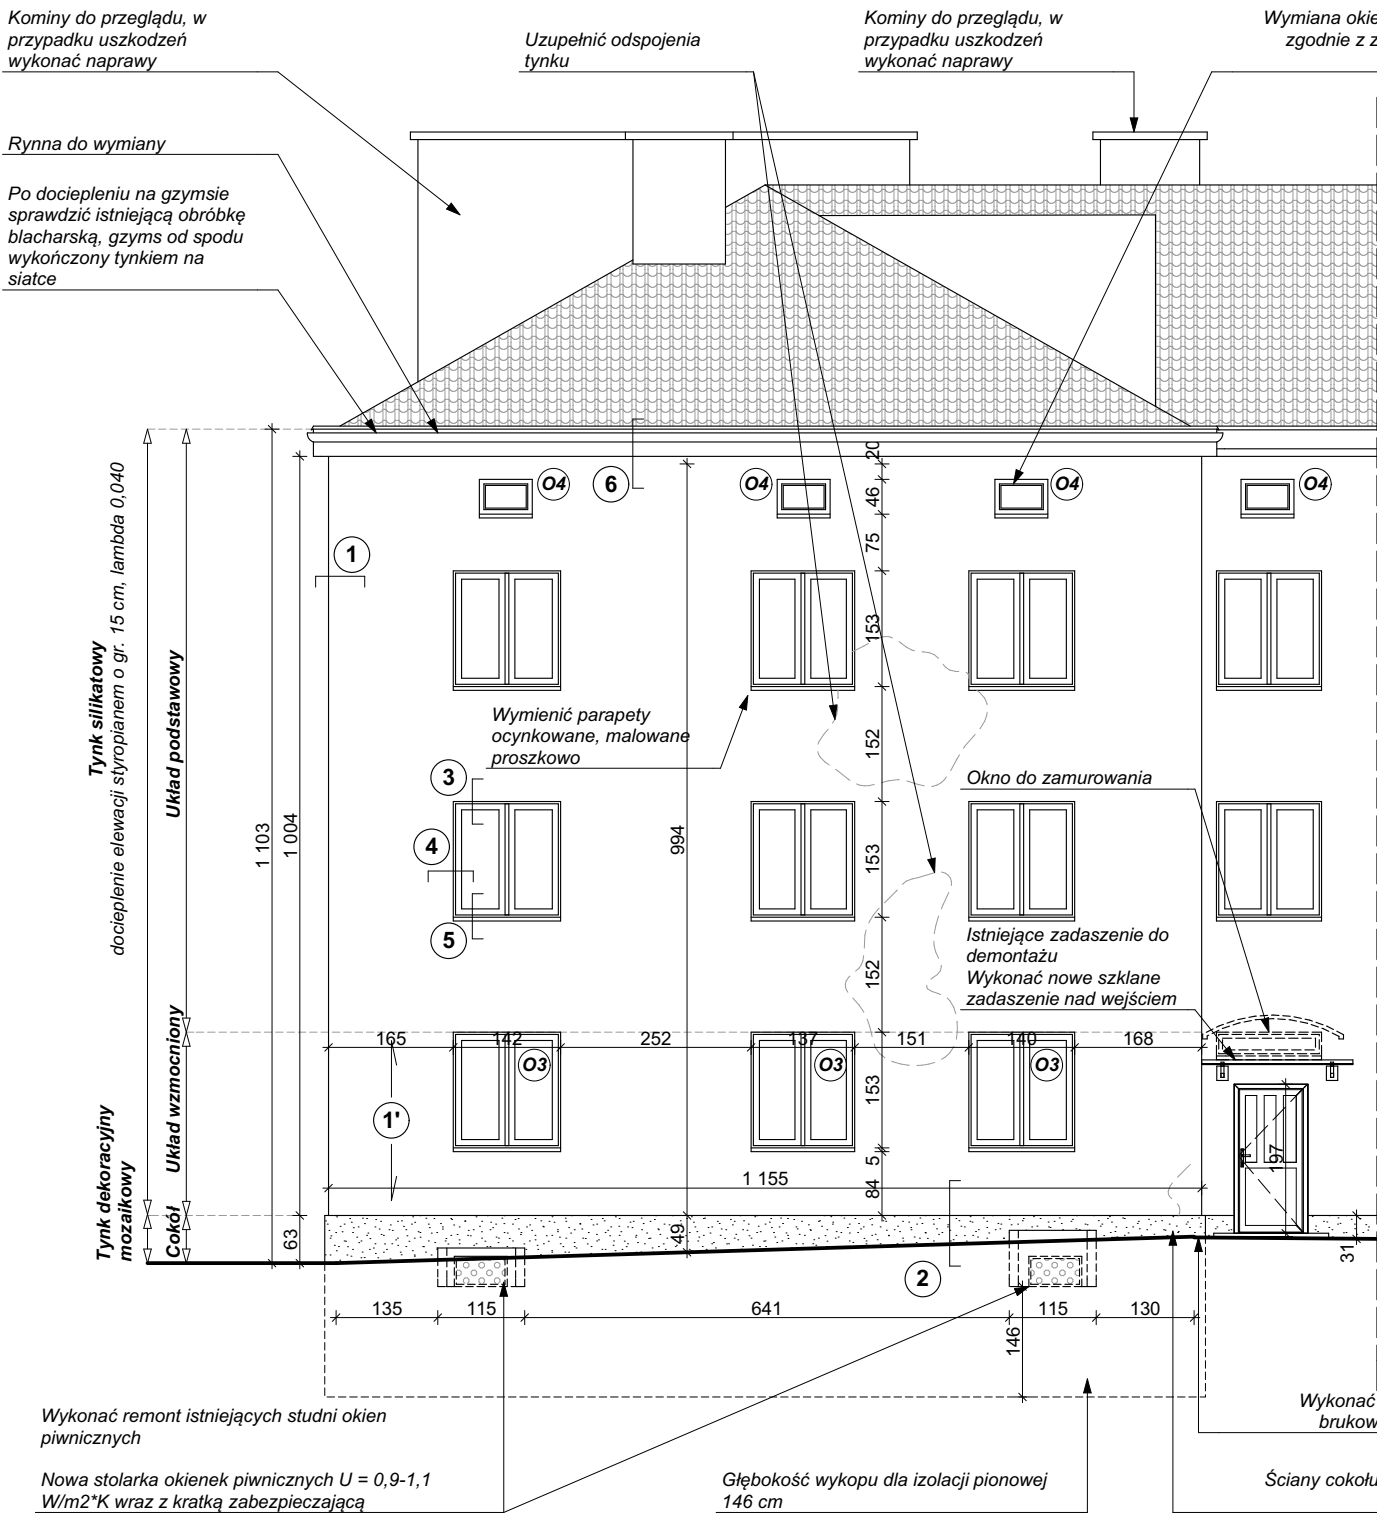 Kominy do przeglądu, w
przypadku uszkodzeń
wykonać naprawy
Uzupełnić odspojenia
tynku
Kominy do przeglądu, w
przypadku uszkodzeń
wykonać naprawy
Wymiana okie
zgodnie z z
Rynna do wymiany
Po dociepleniu na gzymsie
sprawdzić istniejącą obróbkę
blacharską, gzyms od spodu
wykończony tynkiem na
siatce
O4
6
O4
O4
O4
20
46
75
153
152
153
152
153
5
84
1
Tynk silikatowy
docieplenie elewacji styropianem o gr. 15 cm, lambda 0,040
Układ podstawowy
1 103
1 004
994
Wymienić parapety
ocynkowane, malowane
proszkowo
3
4
5
Okno do zamurowania
Istniejące zadaszenie do
demontażu
Wykonać nowe szklane
zadaszenie nad wejściem
165
142
252
137
151
140
168
O3
O3
O3
1'
Układ wzmocniony
Tynk dekoracyjny
mozaikowy
Cokół
63
1 155
49
197
31
2
135
115
641
115
130
146
Wykonać remont istniejących studni okien
piwnicznych
Nowa stolarka okienek piwnicznych U = 0,9-1,1
W/m2*K wraz z kratką zabezpieczającą
Głębokość wykopu dla izolacji pionowej
146 cm
Wykonać
brukow
Ściany cokołu